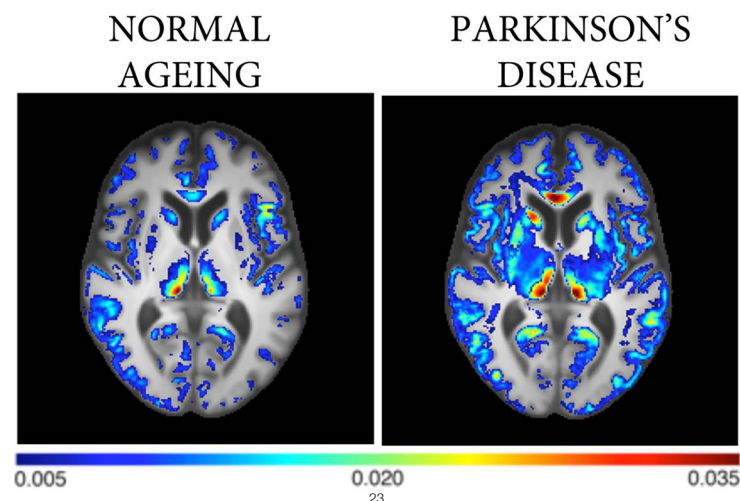 NORMAL
AGEING
PARKINSON’S
DISEASE
0.005
0.020
0.035
23